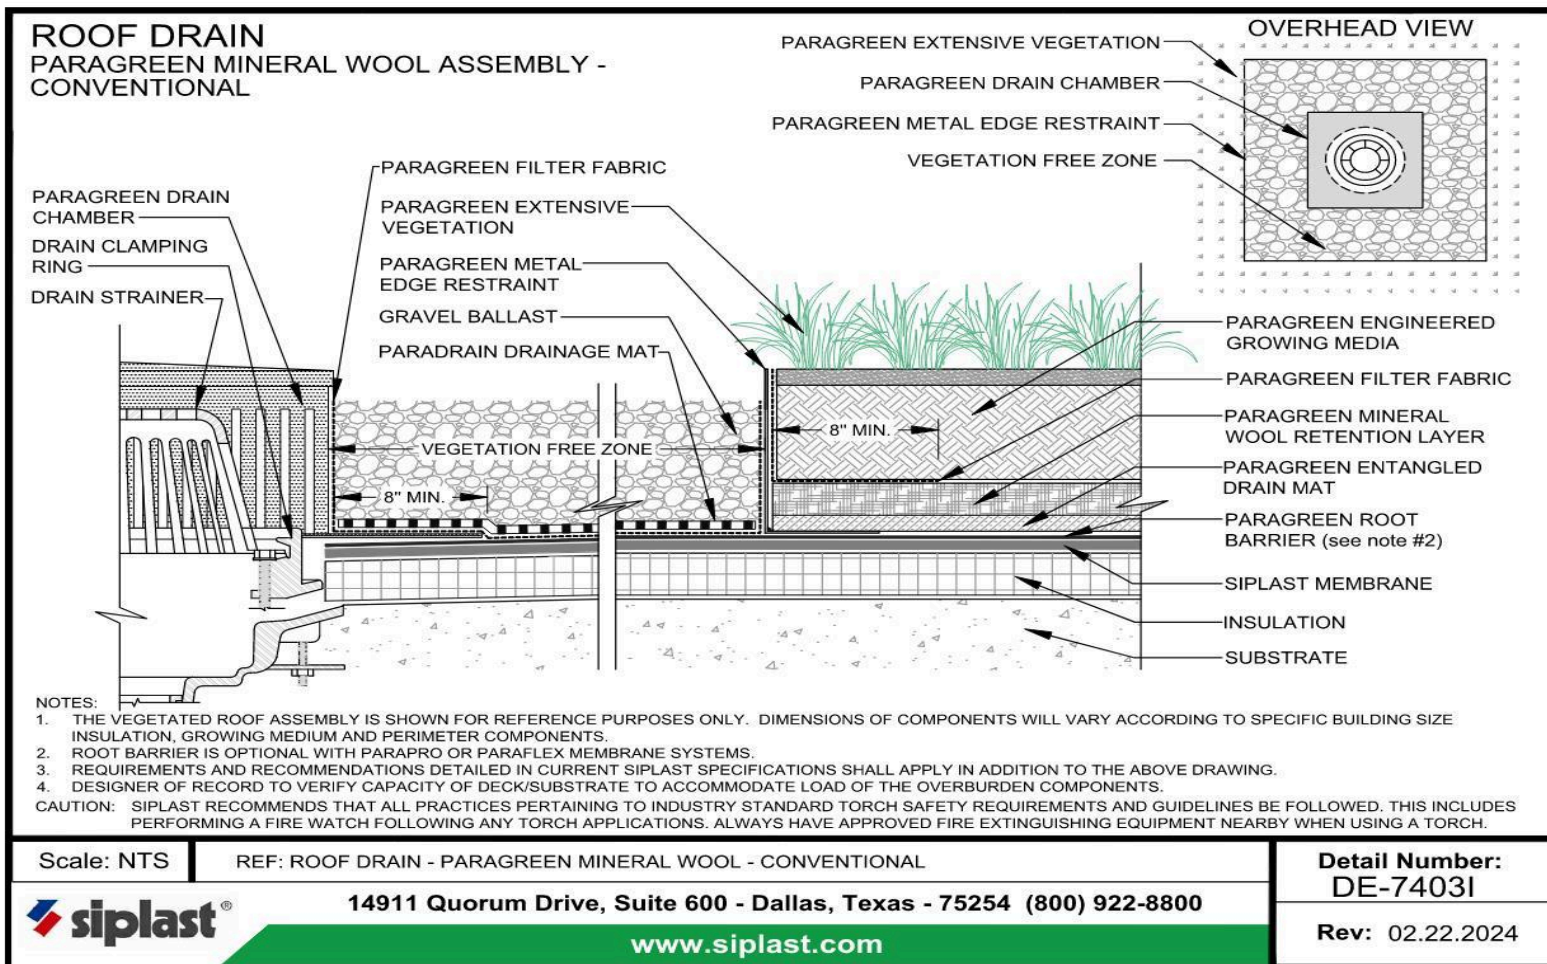 ROOF DRAIN
PARAGREEN MINERAL WOOL ASSEMBLY -
CONVENTIONAL
OVERHEAD VIEW
PARAGREEN EXTENSIVE VEGETATION
PARAGREEN DRAIN CHAMBER
PARAGREEN METAL EDGE RESTRAINT
VEGETATION FREE ZONE
PARAGREEN DRAIN
CHAMBER
DRAIN CLAMPING
RING
DRAIN STRAINER
PARAGREEN FILTER FABRIC
PARAGREEN EXTENSIVE
VEGETATION
PARAGREEN METAL
EDGE RESTRAINT
GRAVEL BALLAST
PARADRAIN DRAINAGE MAT
VEGETATION FREE ZONE
8" MIN.
8" MIN.
PARAGREEN ENGINEERED
GROWING MEDIA
PARAGREEN FILTER FABRIC
PARAGREEN MINERAL
WOOL RETENTION LAYER
PARAGREEN ENTANGLED
DRAIN MAT
PARAGREEN ROOT
BARRIER (see note #2)
SIPLAST MEMBRANE
INSULATION
SUBSTRATE
NOTES:
1. THE VEGETATED ROOF ASSEMBLY IS SHOWN FOR REFERENCE PURPOSES ONLY. DIMENSIONS OF COMPONENTS WILL VARY ACCORDING TO SPECIFIC BUILDING SIZE
INSULATION, GROWING MEDIUM AND PERIMETER COMPONENTS.
2. ROOT BARRIER IS OPTIONAL WITH PARAPRO OR PARAFLEX MEMBRANE SYSTEMS.
3. REQUIREMENTS AND RECOMMENDATIONS DETAILED IN CURRENT SIPLAST SPECIFICATIONS SHALL APPLY IN ADDITION TO THE ABOVE DRAWING.
4. DESIGNER OF RECORD TO VERIFY CAPACITY OF DECK/SUBSTRATE TO ACCOMMODATE LOAD OF THE OVERBURDEN COMPONENTS.
CAUTION: SIPLAST RECOMMENDS THAT ALL PRACTICES PERTAINING TO INDUSTRY STANDARD TORCH SAFETY REQUIREMENTS AND GUIDELINES BE FOLLOWED. THIS INCLUDES
PERFORMING A FIRE WATCH FOLLOWING ANY TORCH APPLICATIONS. ALWAYS HAVE APPROVED FIRE EXTINGUISHING EQUIPMENT NEARBY WHEN USING A TORCH.
Scale: NTS
REF: ROOF DRAIN - PARAGREEN MINERAL WOOL - CONVENTIONAL
Detail Number:
DE-7403I
siplast®
14911 Quorum Drive, Suite 600 - Dallas, Texas - 75254 (800) 922-8800
www.siplast.com
Rev: 02.22.2024